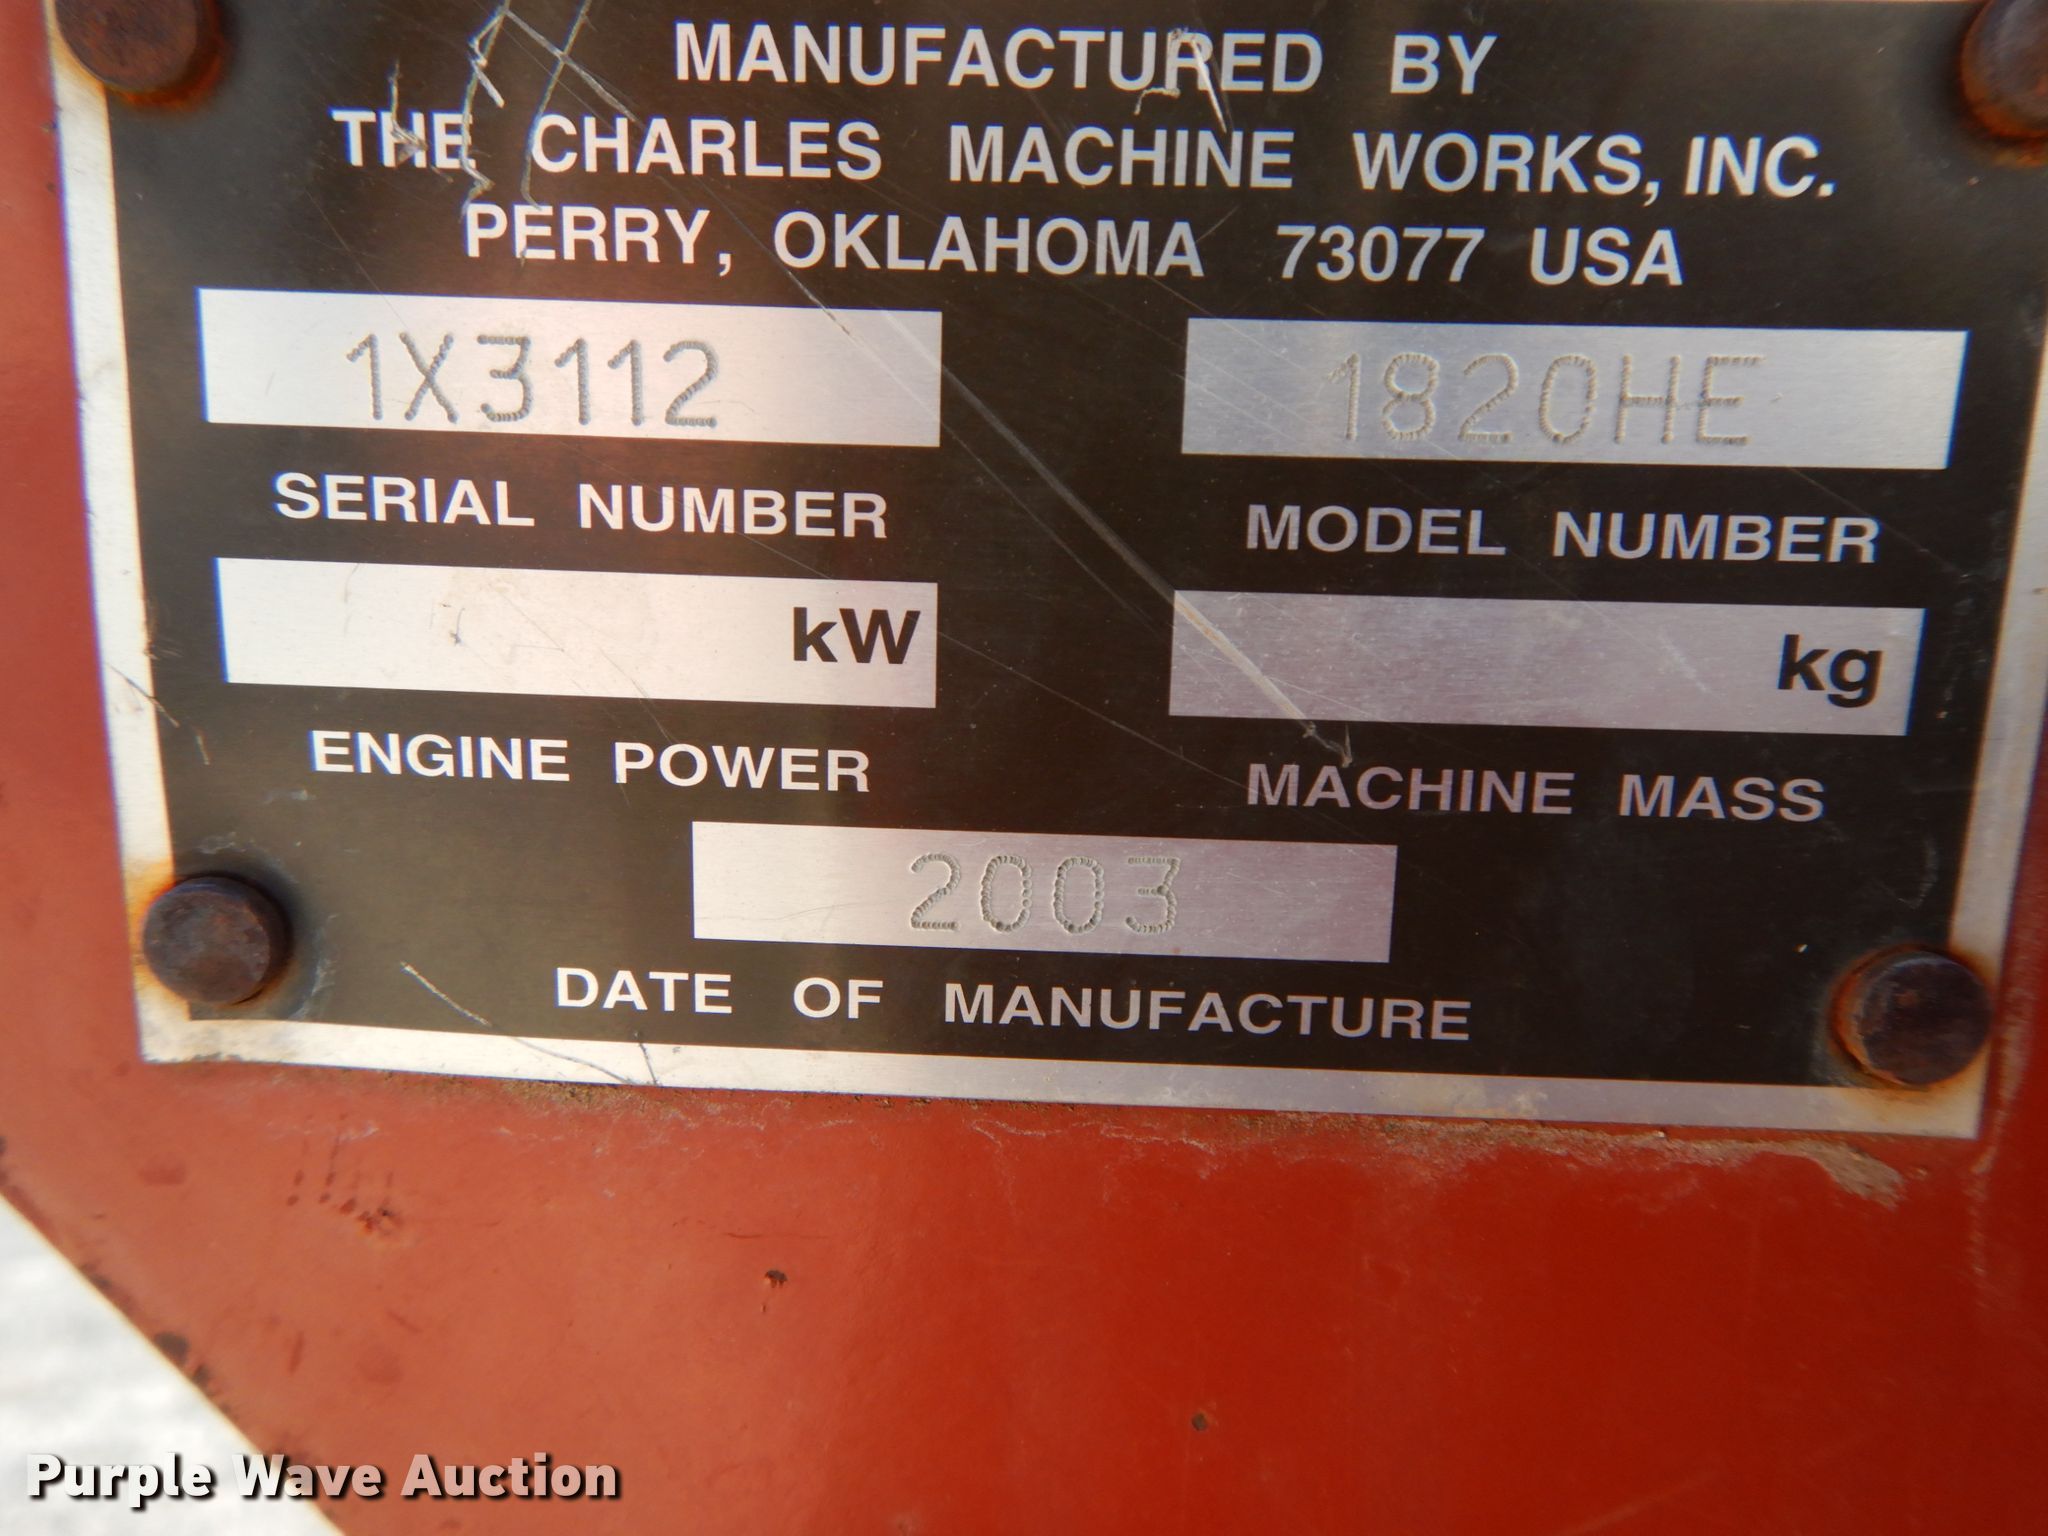 MANUFACTURED BY
THE CHARLES MACHINE WORKS, INC.
PERRY, OKLAHOMA 73077 USA
1X3112 1820HE
SERIAL NUMBER MODEL NUMBER
kW kg
ENGINE POWER MACHINE MASS
2003
DATE OF MANUFACTURE
Purple Wave Auction